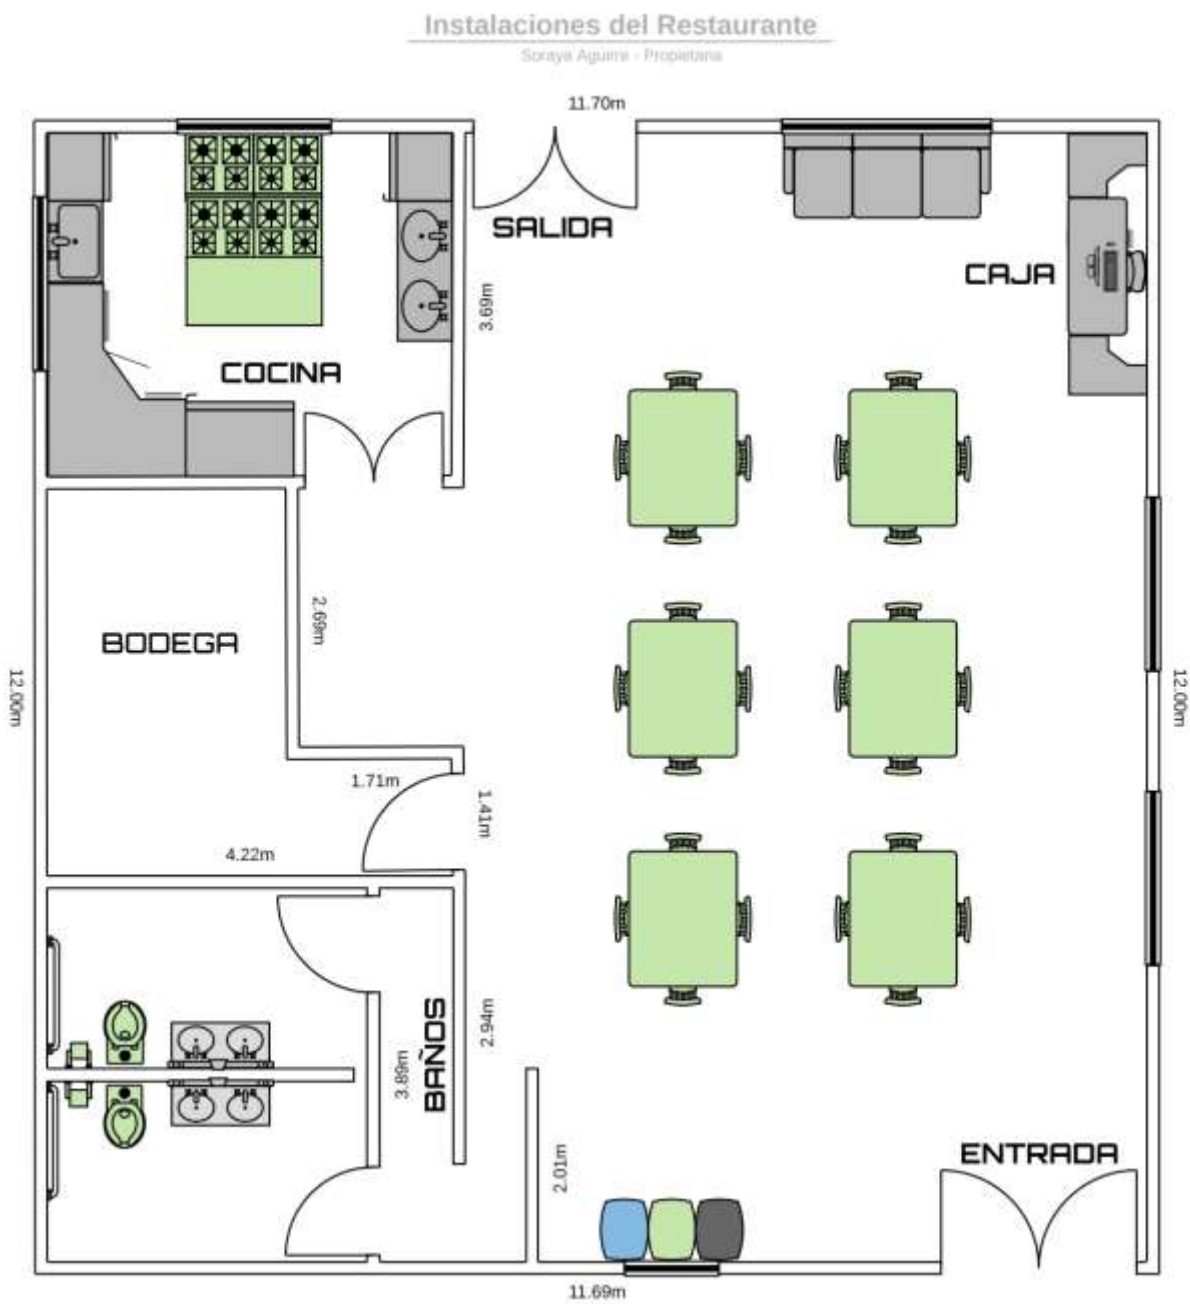 Instalaciones del Restaurante
Soraya Aguirre - Propietaria
11.70m
SALIDA
CAJA
3.69m
COCINA
2.69m
BODEGA
12.00m
12.00m
1.71m
1.41m
4.22m
BAÑOS
2.94m
3.89m
ENTRADA
2.01m
11.69m